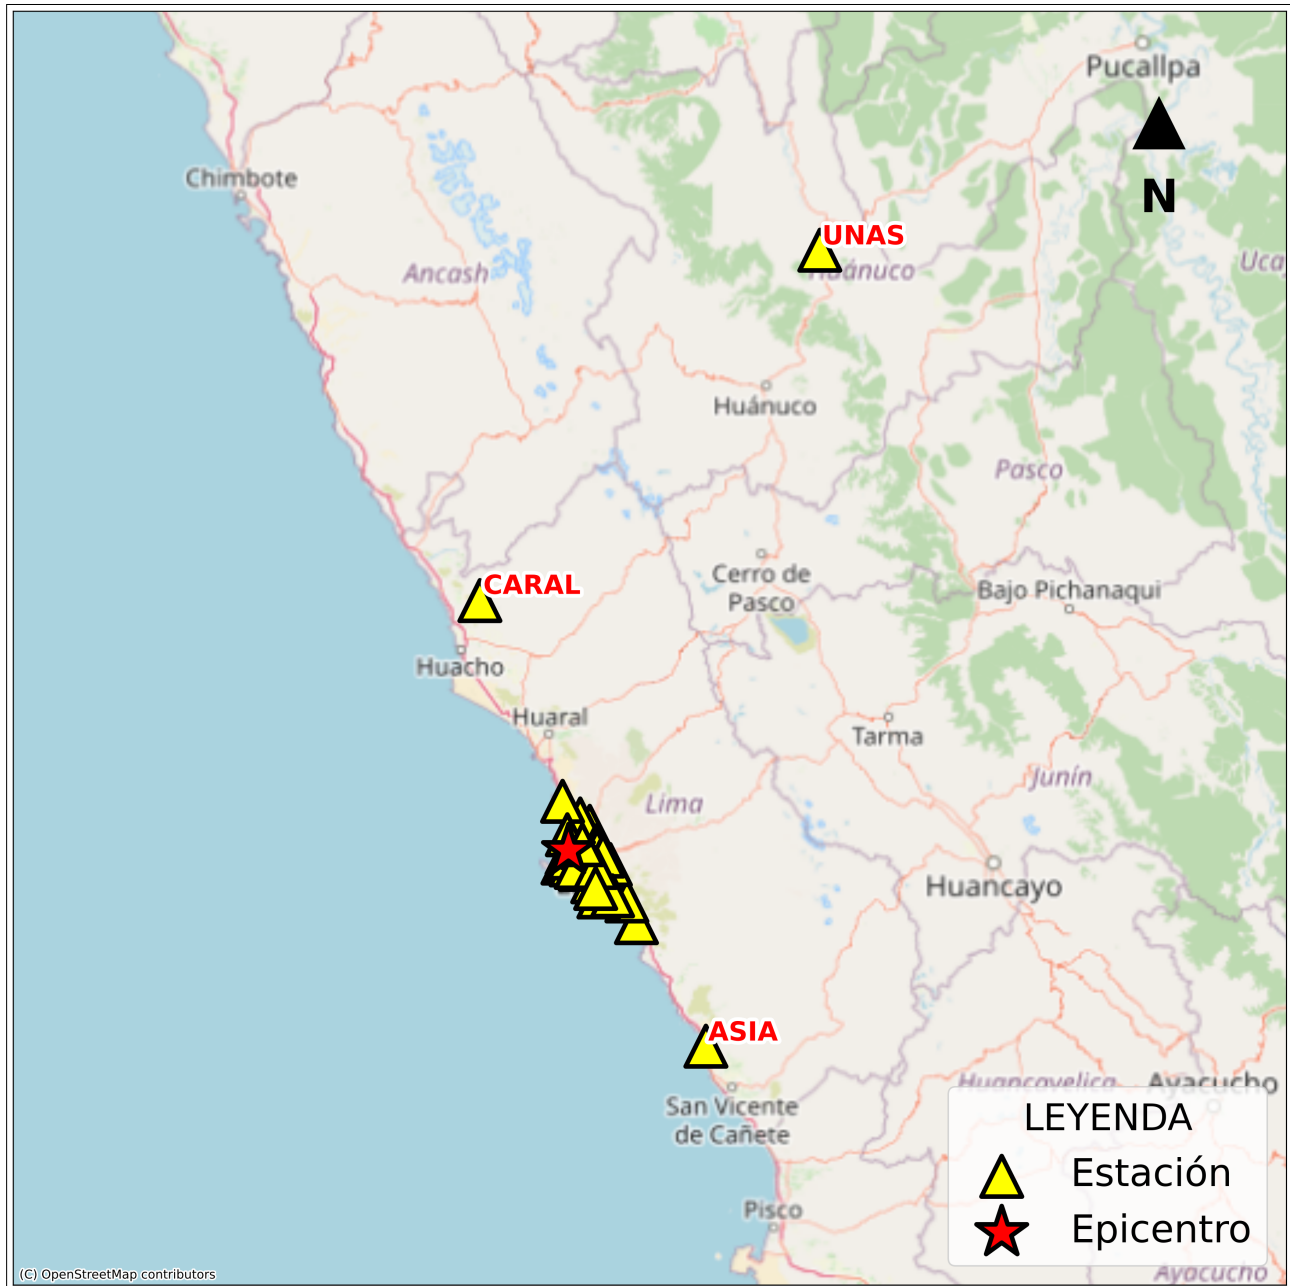 Pucallpa
N
Chimbote
UNAS
Ancash
Huánuco
Uca
Huánuco
Pasco
CARAL
Cerro de
Pasco
Bajo Pichanaqui
Huacho
Huaral
Tarma
Junín
Lima
Huancayo
ASIA
Huancavelica
Ayacucho
San Vicente
de Cañete
LEYENDA
Estación
Pisco
Epicentro
Ayacucho
(C) OpenStreetMap contributors